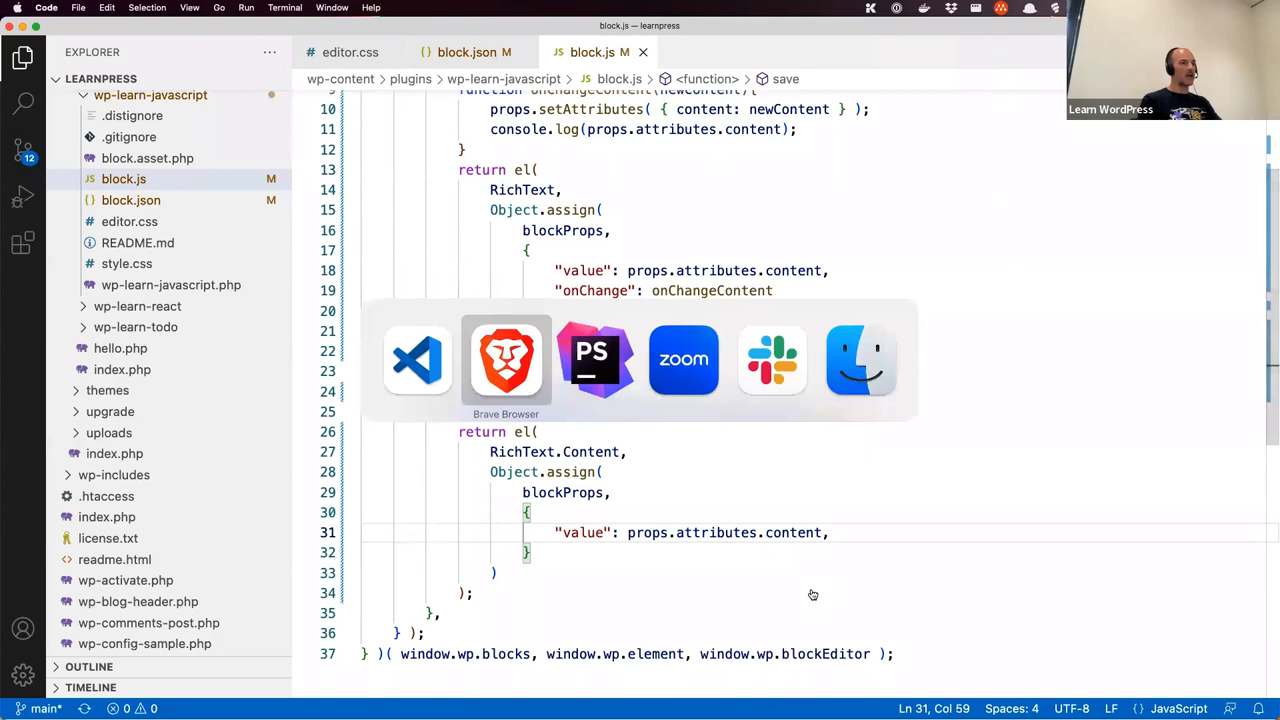 Code File Edit Selection View Go Run Terminal Window Help
block.js — learnpress
Learn WordPress
EXPLORER
LEARNPRESS
wp-learn-javascript
.distignore
.gitignore
block.asset.php
block.js M
block.json M
editor.css
README.md
style.css
wp-learn-javascript.php
wp-learn-react
wp-learn-todo
hello.php
index.php
themes
upgrade
uploads
index.php
wp-includes
.htaccess
index.php
license.txt
readme.html
wp-activate.php
wp-blog-header.php
wp-comments-post.php
wp-config-sample.php
OUTLINE
TIMELINE
12
editor.css block.json M block.js M
wp-content > plugins > wp-learn-javascript > block.js > <function> > save
10 props.setAttributes( { content: newContent } );
11 console.log(props.attributes.content);
12 }
13 return el(
14 RichText,
15 Object.assign(
16 blockProps,
17 {
18 "value": props.attributes.content,
19 "onChange": onChangeContent
20
21
22
23
24
25
PS
zoom
Brave Browser
26 return el(
27 RichText.Content,
28 Object.assign(
29 blockProps,
30 {
31 "value": props.attributes.content,
32 }
33 )
34 );
35 },
36 } );
37 } )( window.wp.blocks, window.wp.element, window.wp.blockEditor );
main* 0 0 Ln 31, Col 59 Spaces: 4 UTF-8 LF {} JavaScript